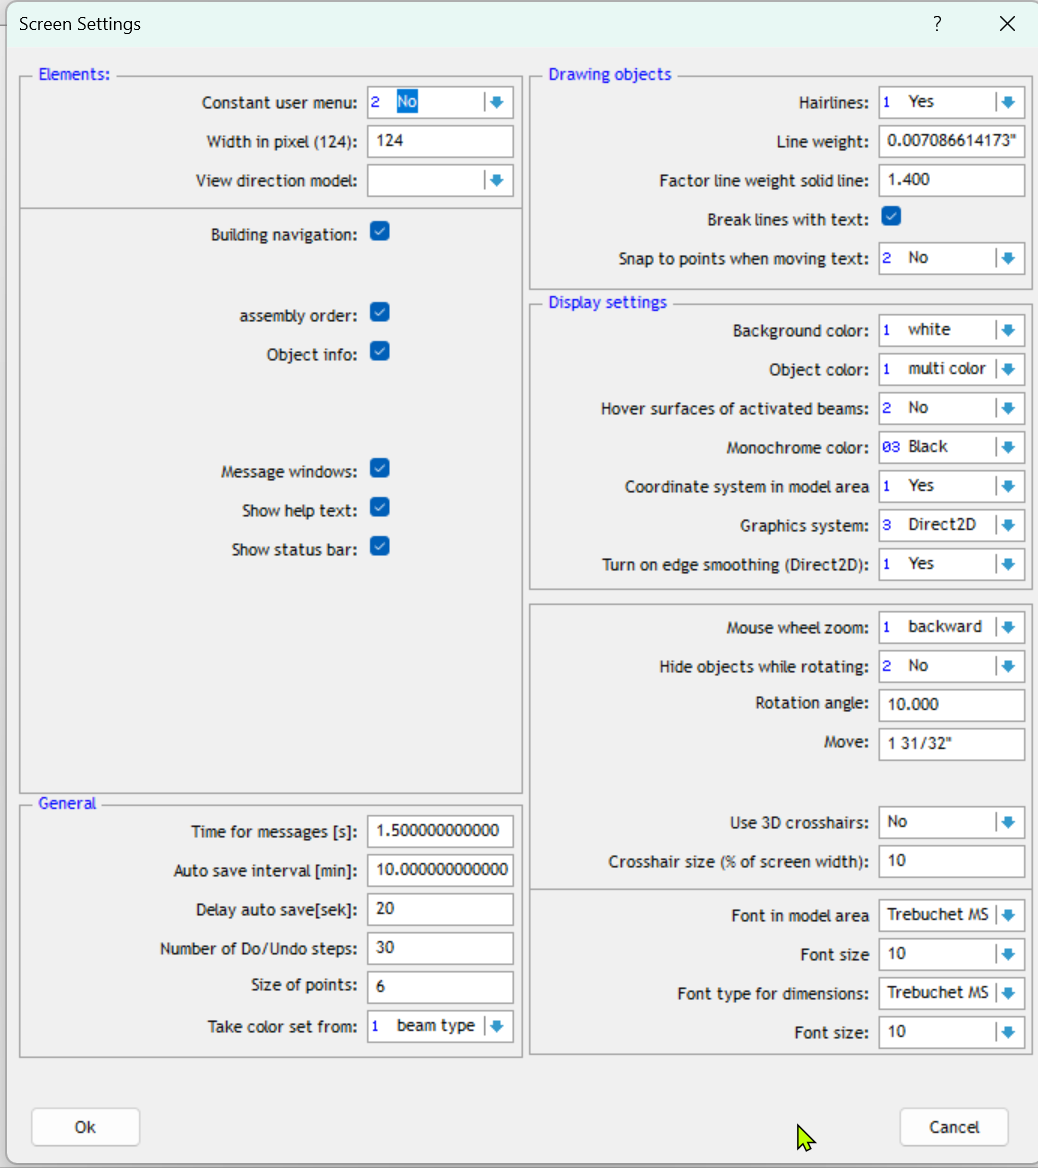 Screen Settings
?
Elements:
Constant user menu: 2 No
Width in pixel (124): 124
View direction model:
Building navigation:
assembly order:
Object info:
Message windows:
Show help text:
Show status bar:
General
Time for messages [s]: 1.500000000000
Auto save interval [min]: 10.000000000000
Delay auto save[sek]: 20
Number of Do/Undo steps: 30
Size of points: 6
Take color set from: 1 beam type
Drawing objects
Hairlines: 1 Yes
Line weight: 0.007086614173"
Factor line weight solid line: 1.400
Break lines with text:
Snap to points when moving text: 2 No
Display settings
Background color: 1 white
Object color: 1 multi color
Hover surfaces of activated beams: 2 No
Monochrome color: 03 Black
Coordinate system in model area 1 Yes
Graphics system: 3 Direct2D
Turn on edge smoothing (Direct2D): 1 Yes
Mouse wheel zoom: 1 backward
Hide objects while rotating: 2 No
Rotation angle: 10.000
Move: 1 31/32"
Use 3D crosshairs: No
Crosshair size (% of screen width): 10
Font in model area Trebuchet MS
Font size 10
Font type for dimensions: Trebuchet MS
Font size: 10
Ok
Cancel